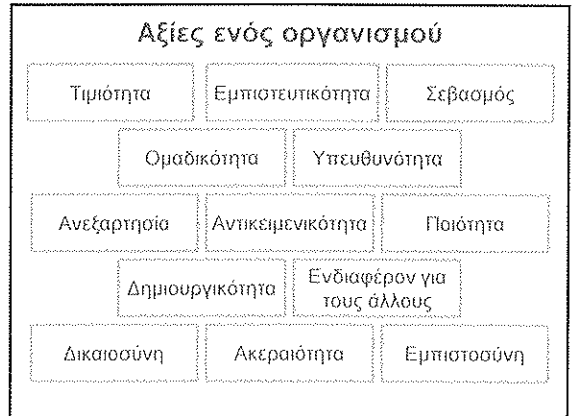 Αξίες ενός οργανισμού
Τιμιότητα Εμπιστευτικότητα Σεβασμός
Ομαδικότητα Υπευθυνότητα
Ανεξαρτησία Αντικειμενικότητα Ποιότητα
Δημιουργικότητα Ενδιαφέρον για
τους άλλους
Δικαιοσύνη Ακεραιότητα Εμπιστοσύνη